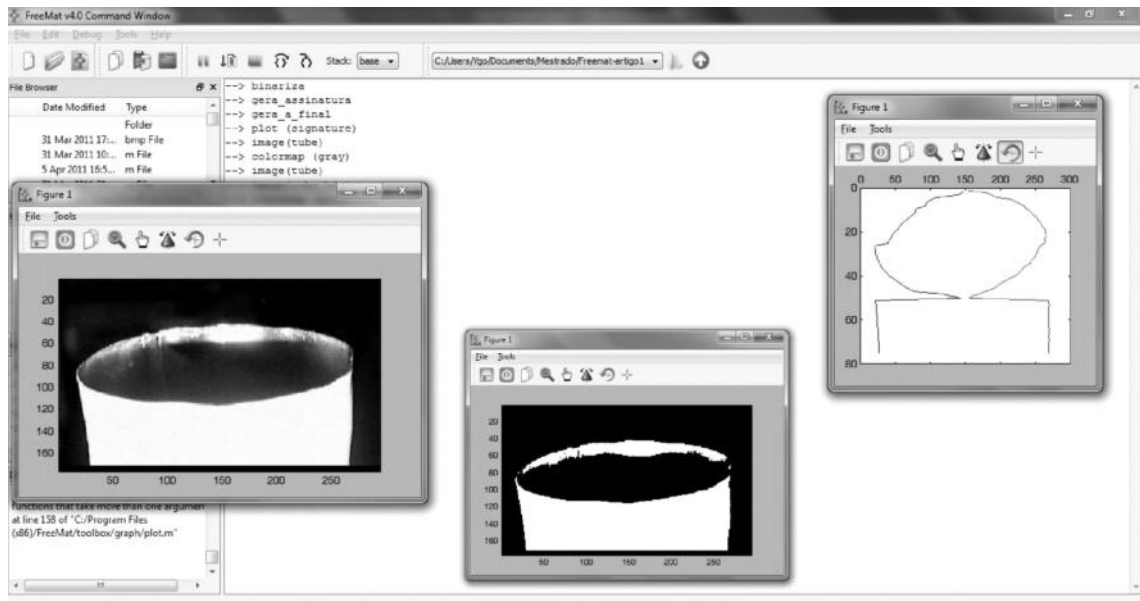 FreeMat v4.0 Command Window
File Edit Debug Tools Help
Stack: base C:/Users/Ygo/Documents/Mestrado/Freemat-artigo1
File Browser
Date Modified Type
Folder
31 Mar 2011 17:... bmp File
31 Mar 2011 10:... m File
5 Apr 2011 16:5... m File
--> binariza
--> gera_assinatura
--> gera_a_final
--> plot (signature)
--> image(tube)
--> colormap (gray)
--> image(tube)
Figure 1
File Tools
0 50 100 150 200 250 300
0
20
40
60
80
Figure 1
File Tools
20
40
60
80
100
120
140
160
50 100 150 200 250
Figure 1
File Tools
20
40
60
80
100
120
140
160
50 100 150 200 250
functions that take more than one argumen
at line 158 of "C:/Program Files
(x86)/FreeMat/toolbox/graph/plot.m"